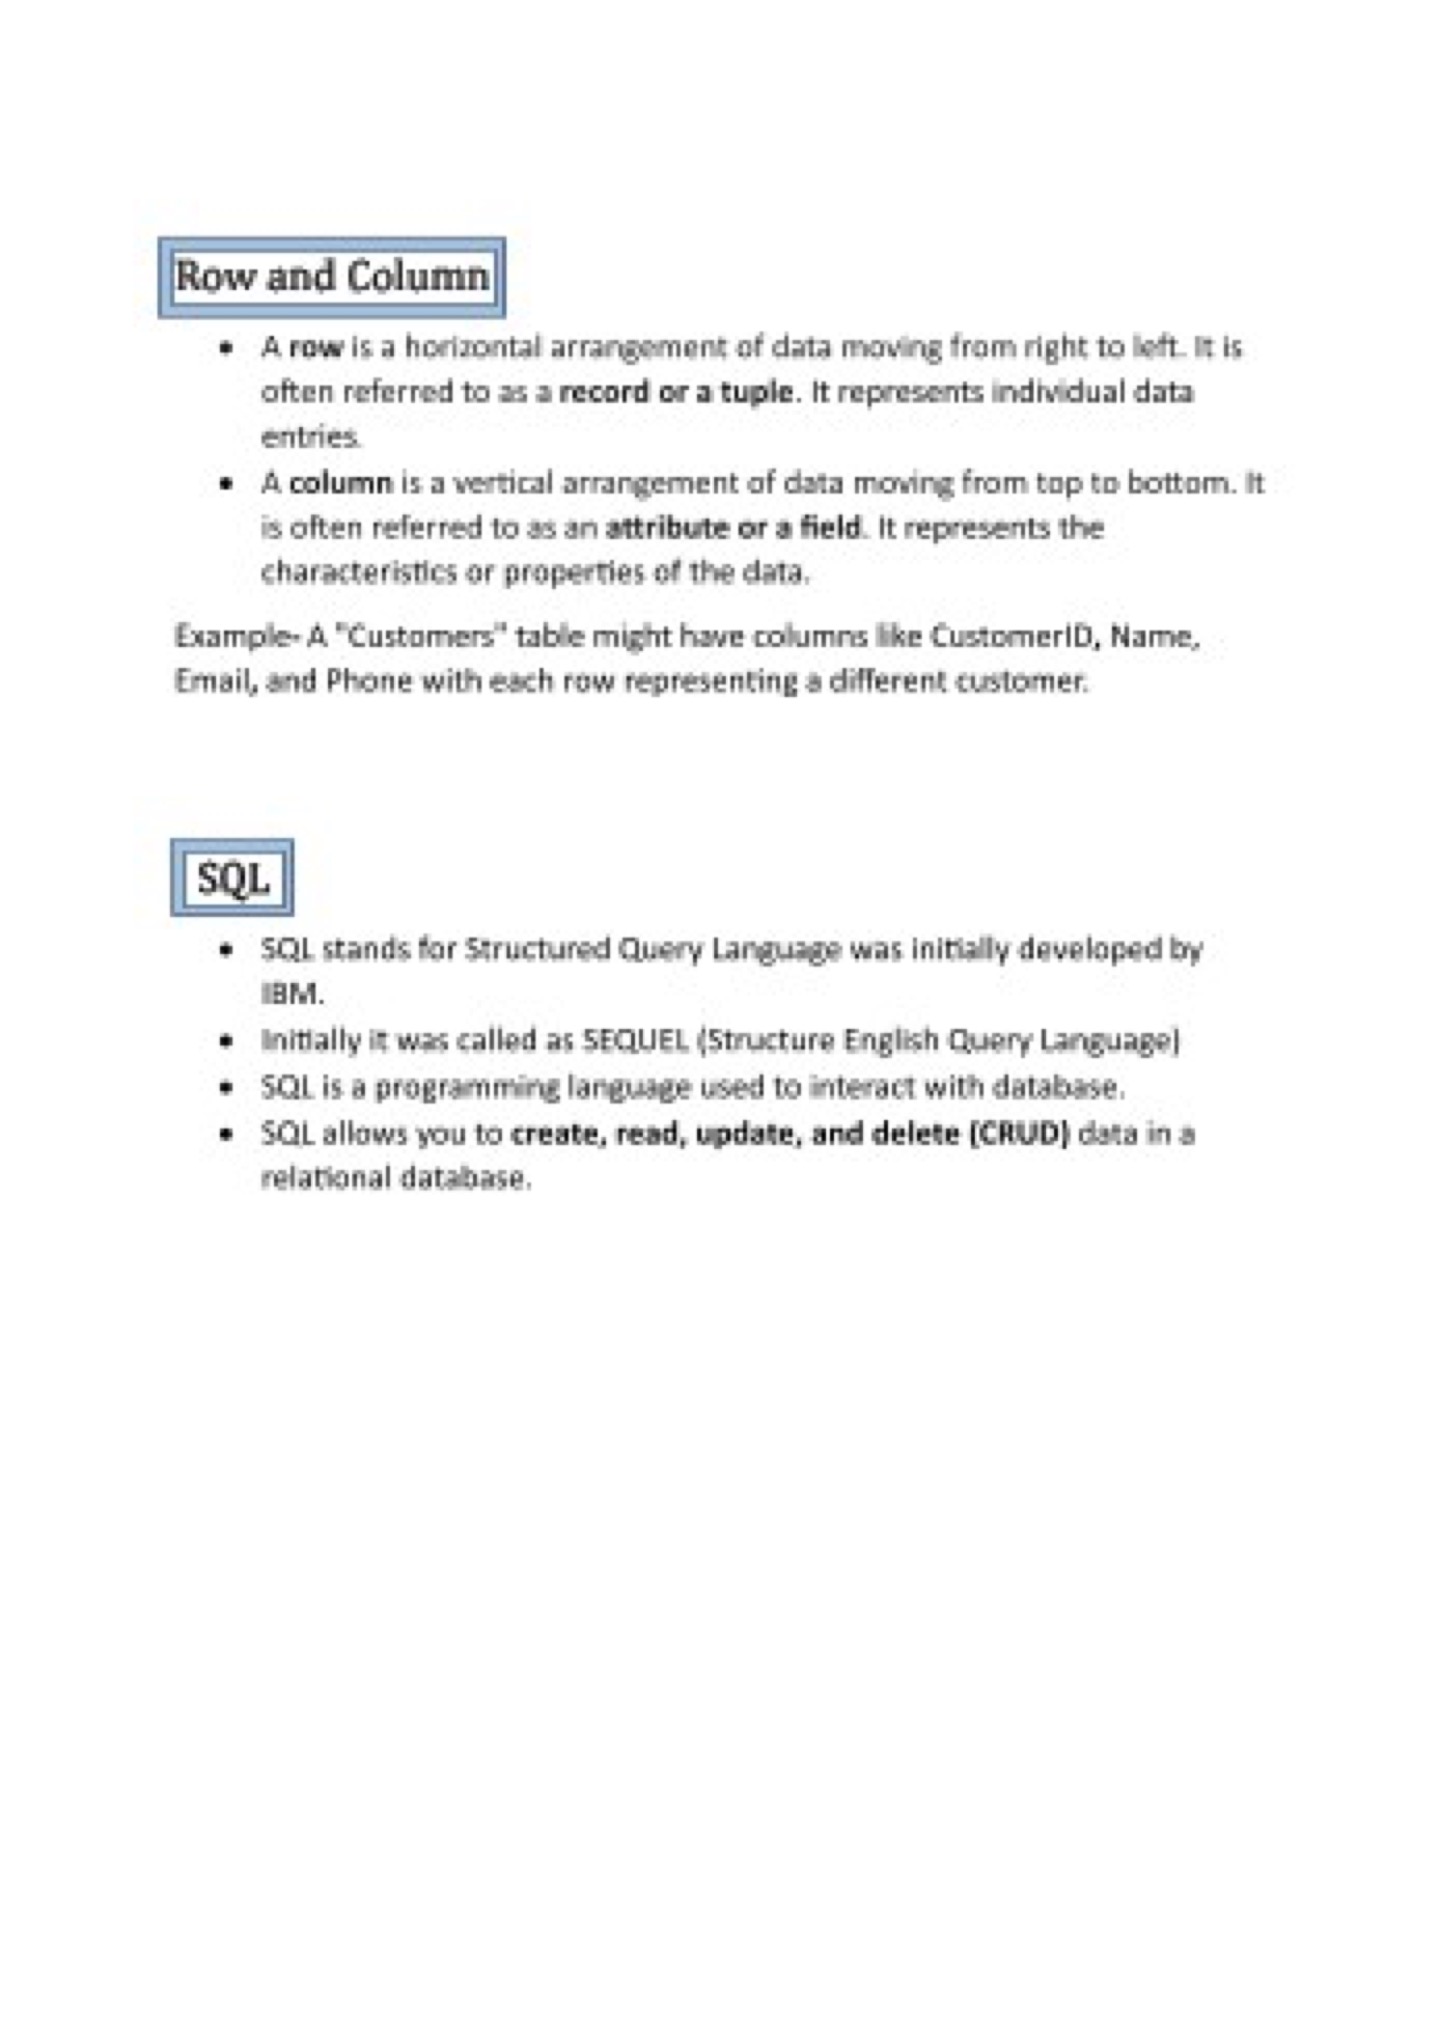 Row and Column
• A row is a horizontal arrangement of data moving from right to left. It is
often referred to as a record or a tuple. It represents individual data
entries.
• A column is a vertical arrangement of data moving from top to bottom. It
is often referred to as an attribute or a field. It represents the
characteristics or properties of the data.
Example- A "Customers" table might have columns like CustomerID, Name,
Email, and Phone with each row representing a different customer.
SQL
• SQL stands for Structured Query Language was initially developed by
IBM.
• Initially it was called as SEQUEL (Structure English Query Language)
• SQL is a programming language used to interact with database.
• SQL allows you to create, read, update, and delete (CRUD) data in a
relational database.